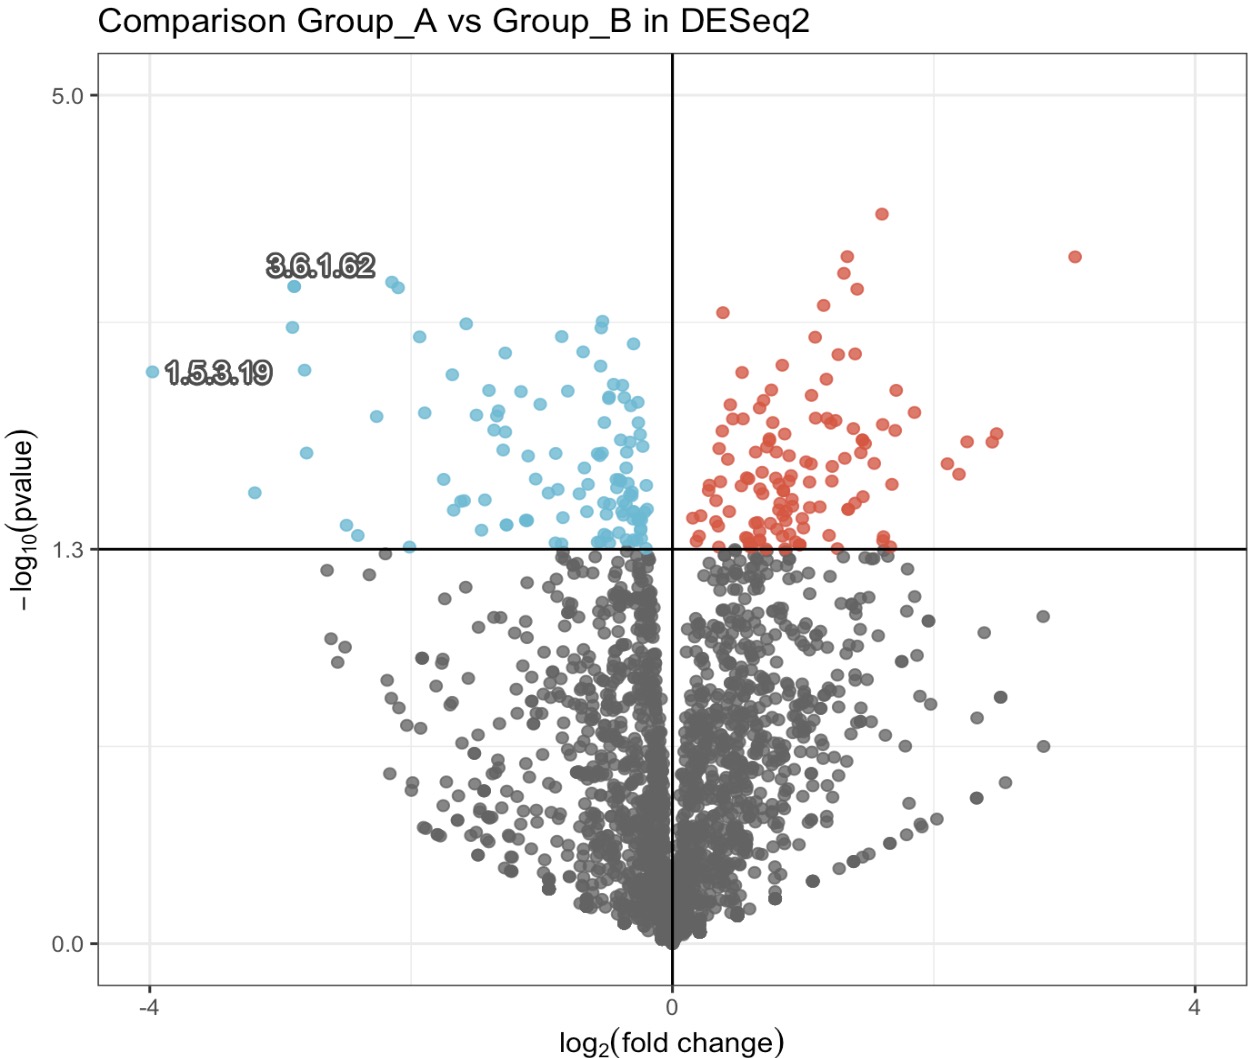 Comparison Group_A vs Group_B in DESeq2
5.0
3.6.1.62
1.5.3.19
−log₁₀(pvalue)
1.3
0.0
-4
0
4
log₂(fold change)